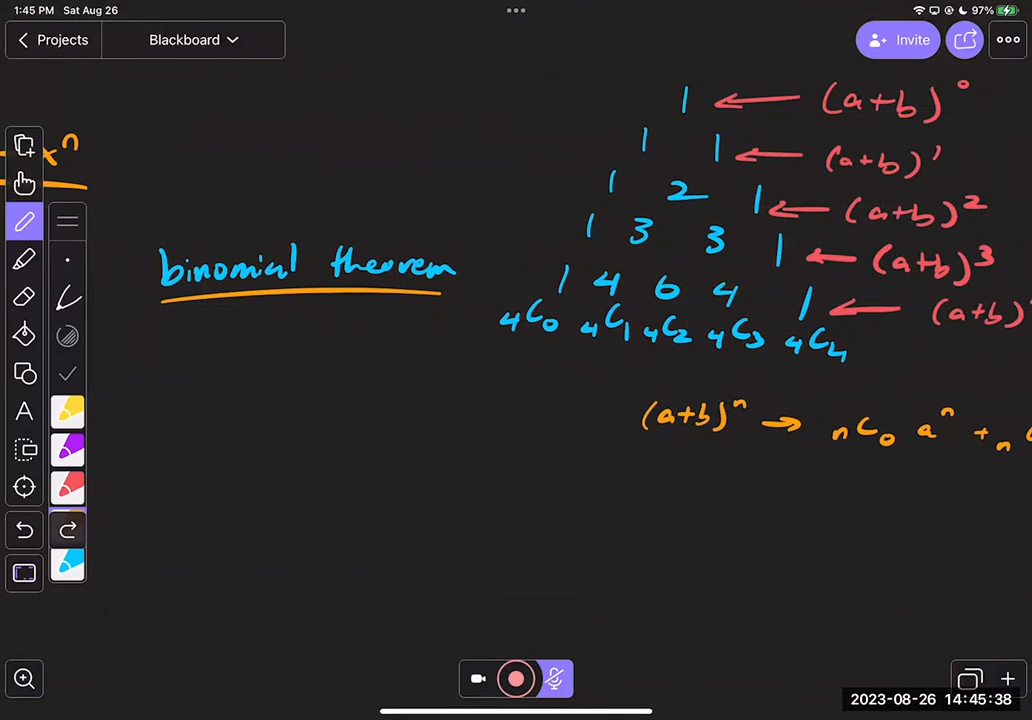 1:45 PM Sat Aug 26
97%
Projects
Blackboard
Invite
xⁿ
1 ← (a+b)⁰
1 1 ← (a+b)¹
1 2 1 ← (a+b)²
1 3 3 1 ← (a+b)³
binomial theorem
1 4 6 4 1 ← (a+b)
₄C₀ ₄C₁ ₄C₂ ₄C₃ ₄C₄
(a+b)ⁿ → ₙC₀ aⁿ + ₙ
A
2023-08-26 14:45:38